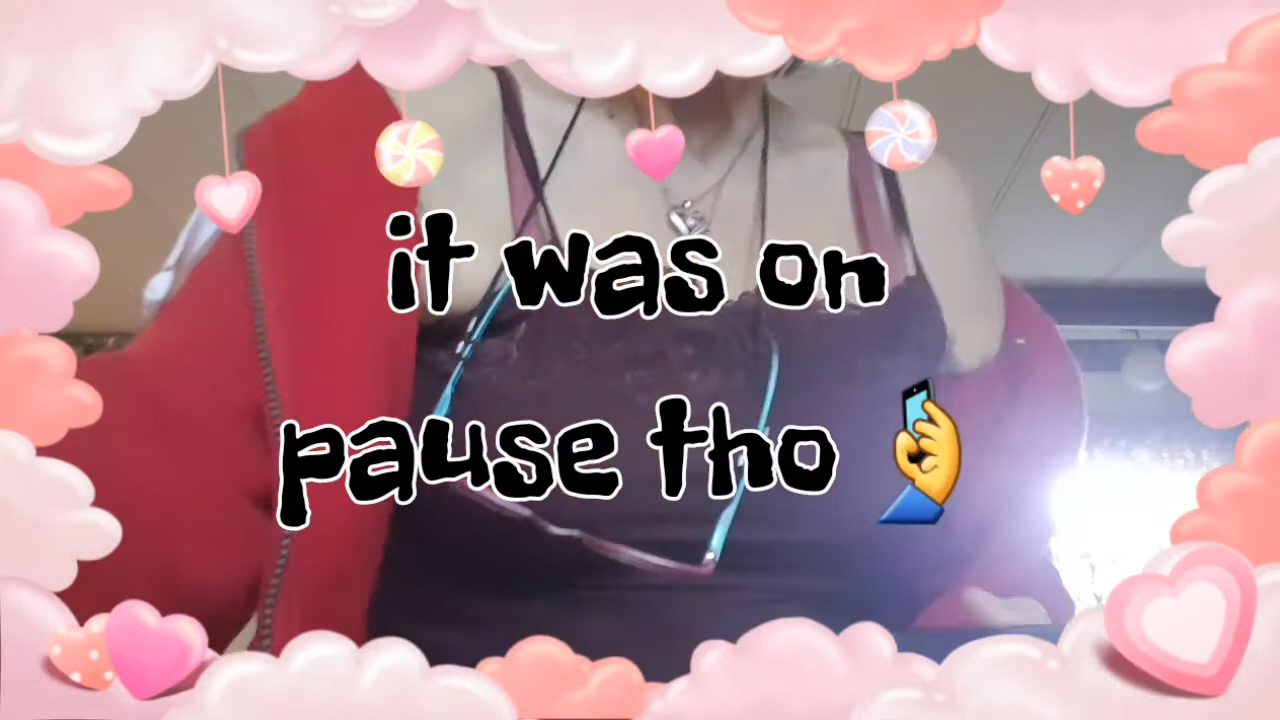 it was on
pause tho 🤳